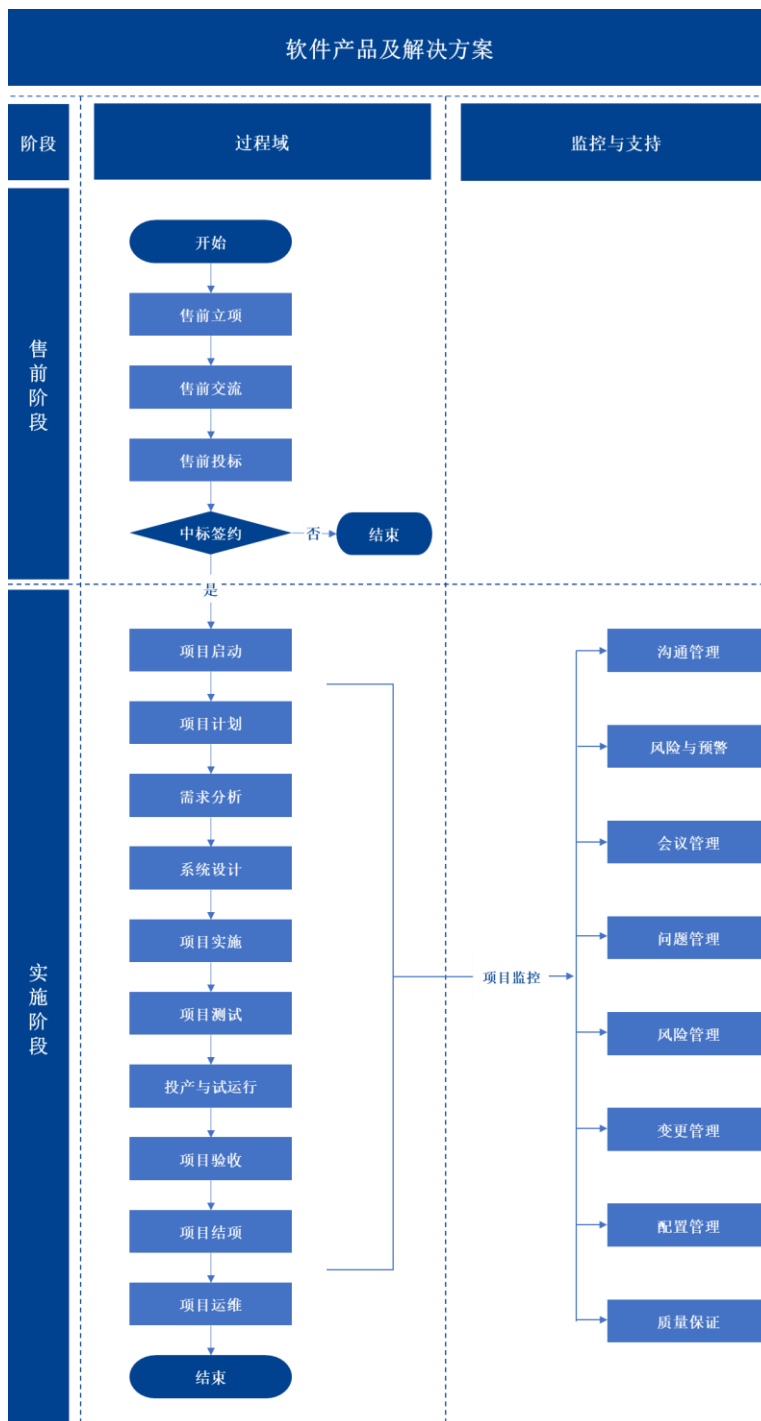 软件产品及解决方案
阶段
过程域
监控与支持
售前阶段
开始
售前立项
售前交流
售前投标
中标签约
否
结束
是
实施阶段
项目启动
项目计划
需求分析
系统设计
项目实施
项目测试
投产与试运行
项目验收
项目结项
项目运维
结束
项目监控
沟通管理
风险与预警
会议管理
问题管理
风险管理
变更管理
配置管理
质量保证